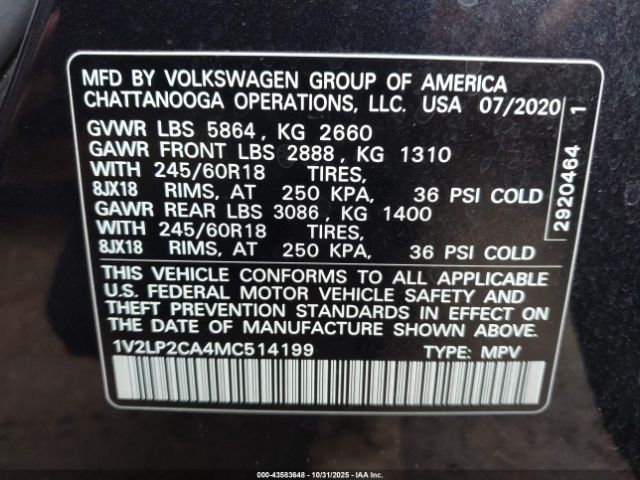 MFD BY VOLKSWAGEN GROUP OF AMERICA
CHATTANOOGA OPERATIONS, LLC. USA 07/2020
GVWR LBS 5864, KG 2660
GAWR FRONT LBS 2888, KG 1310
WITH 245/60R18 TIRES,
8JX18 RIMS, AT 250 KPA, 36 PSI COLD
GAWR REAR LBS 3086, KG 1400
WITH 245/60R18 TIRES,
8JX18 RIMS, AT 250 KPA, 36 PSI COLD
THIS VEHICLE CONFORMS TO ALL APPLICABLE
U.S. FEDERAL MOTOR VEHICLE SAFETY AND
THEFT PREVENTION STANDARDS IN EFFECT ON
THE DATE OF MANUFACTURE SHOWN ABOVE.
1V2LP2CA4MC514199 TYPE: MPV
2920464 1
000-43583648 - 10/31/2025 - IAA Inc.